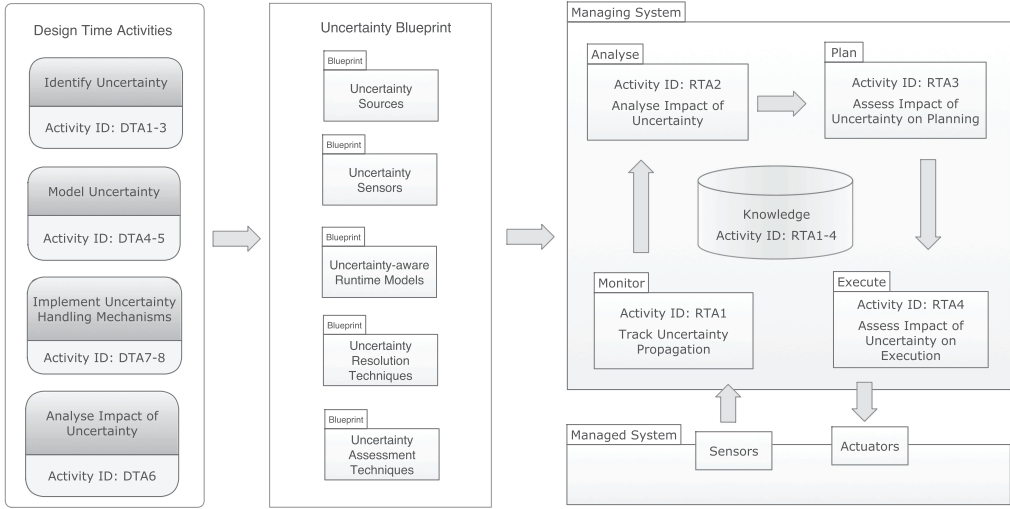 Design Time Activities
Identify Uncertainty
Activity ID: DTA1-3
Model Uncertainty
Activity ID: DTA4-5
Implement Uncertainty
Handling Mechanisms
Activity ID: DTA7-8
Analyse Impact of
Uncertainty
Activity ID: DTA6
Uncertainty Blueprint
Blueprint
Uncertainty
Sources
Blueprint
Uncertainty
Sensors
Blueprint
Uncertainty-aware
Runtime Models
Blueprint
Uncertainty
Resolution
Techniques
Blueprint
Uncertainty
Assessment
Techniques
Managing System
Analyse
Activity ID: RTA2
Analyse Impact of
Uncertainty
Plan
Activity ID: RTA3
Assess Impact of
Uncertainty on Planning
Knowledge
Activity ID: RTA1-4
Monitor
Activity ID: RTA1
Track Uncertainty
Propagation
Execute
Activity ID: RTA4
Assess Impact of
Uncertainty on
Execution
Managed System
Sensors
Actuators